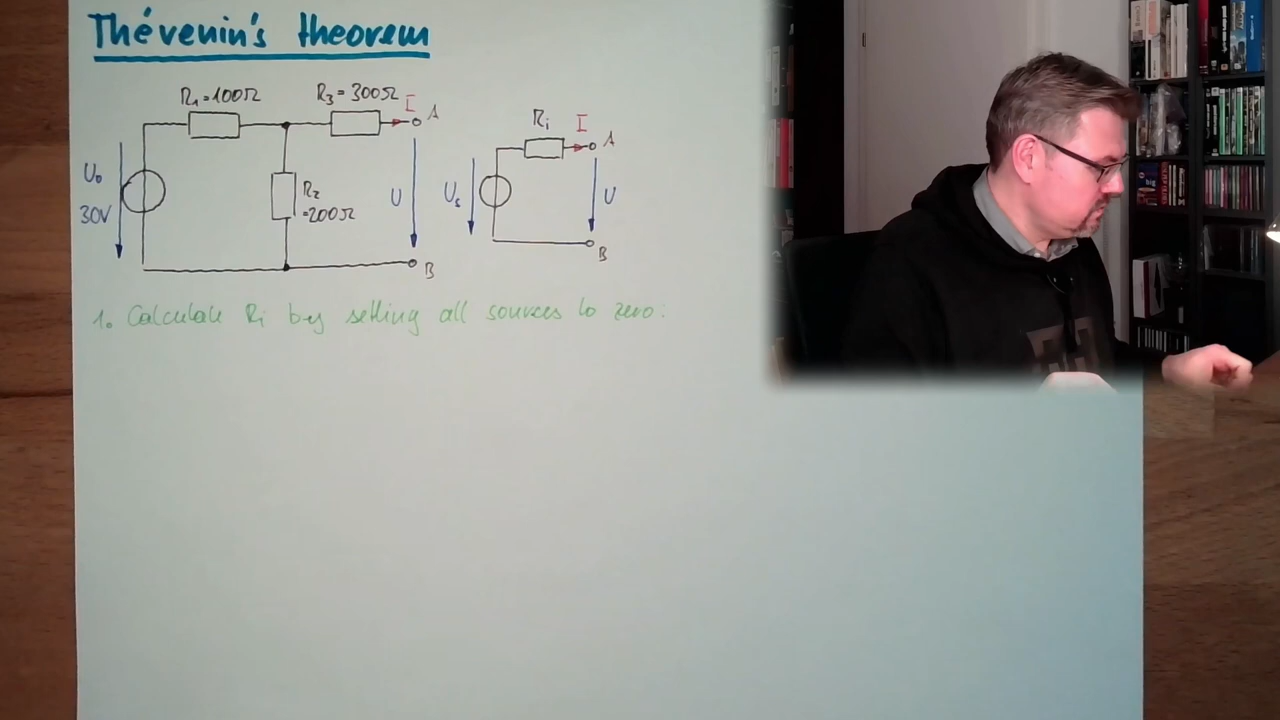 Thévenin's theorem
R₁=100Ω
R₃=300Ω
I
A
U₀
30V
R₂
=200Ω
U
B
Rᵢ
I
A
Uₛ
U
B
1. Calculate Rᵢ by setting all sources to zero: